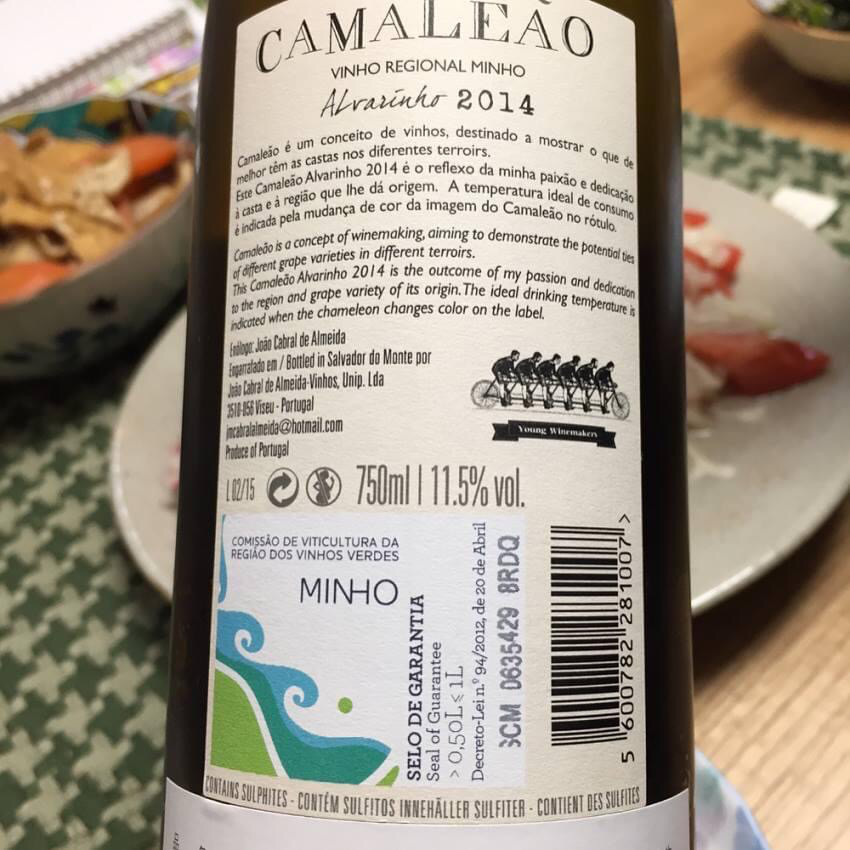 CAMALEÃO
VINHO REGIONAL MINHO
Alvarinho 2014
Camaleão é um conceito de vinhos, destinado a mostrar o que de
melhor têm as castas nos diferentes terroirs.
Este Camaleão Alvarinho 2014 é o reflexo da minha paixão e dedicação
à casta e à região que lhe dá origem. A temperatura ideal de consumo
é indicada pela mudança de cor da imagem do Camaleão no rótulo.
Camaleão is a concept of winemaking, aiming to demonstrate the potential ties
of different grape varieties in different terroirs.
This Camaleão Alvarinho 2014 is the outcome of my passion and dedication
to the region and grape variety of its origin. The ideal drinking temperature is
indicated when the chameleon changes color on the label.
Enólogo: João Cabral de Almeida
Engarrafado em / Bottled in Salvador do Monte por
João Cabral de Almeida-Vinhos, Unip. Lda
3510-056 Viseu - Portugal
jmcabralalmeida@hotmail.com
Produce of Portugal
Young Winemakers
L 02/15 750ml | 11.5% vol.
COMISSÃO DE VITICULTURA DA
REGIÃO DOS VINHOS VERDES
MINHO
SELO DE GARANTIA
Seal of Guarantee
> 0,50L ≤ 1L
Decreto-Lei n.º 94/2012, de 20 de Abril
0635429 8RDQ
5 600782 281007 >
CONTAINS SULPHITES - CONTÉM SULFITOS INNEHÅLLER SULFITER - CONTIENT DES SULFITES